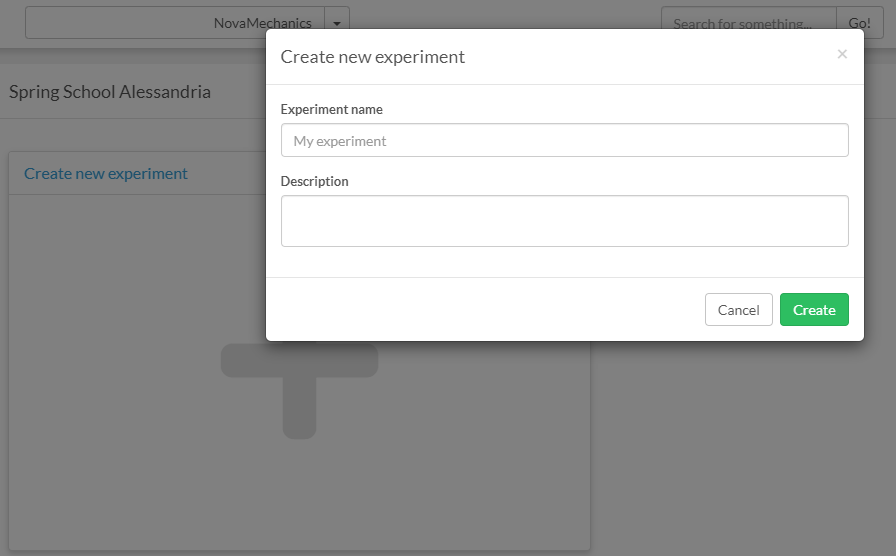 NovaMechanics
Search for something...
Go!
Spring School Alessandria
Create new experiment
Create new experiment
×
Experiment name
My experiment
Description
Cancel
Create